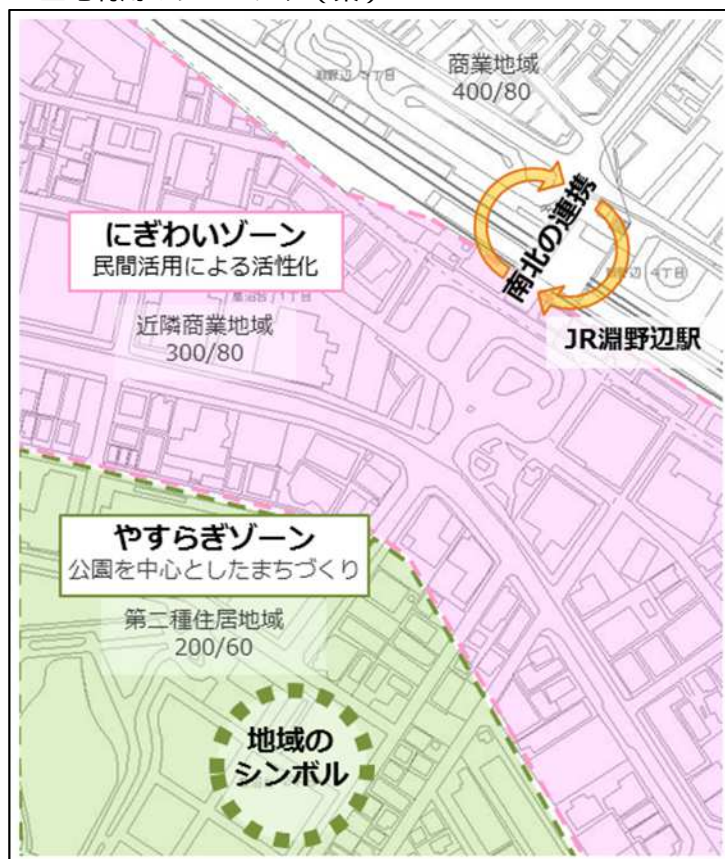 商業地域
400/80
南北の連携
にぎわいゾーン
民間活用による活性化
近隣商業地域
300/80
JR淵野辺駅
やすらぎゾーン
公園を中心としたまちづくり
第二種住居地域
200/60
地域の
シンボル